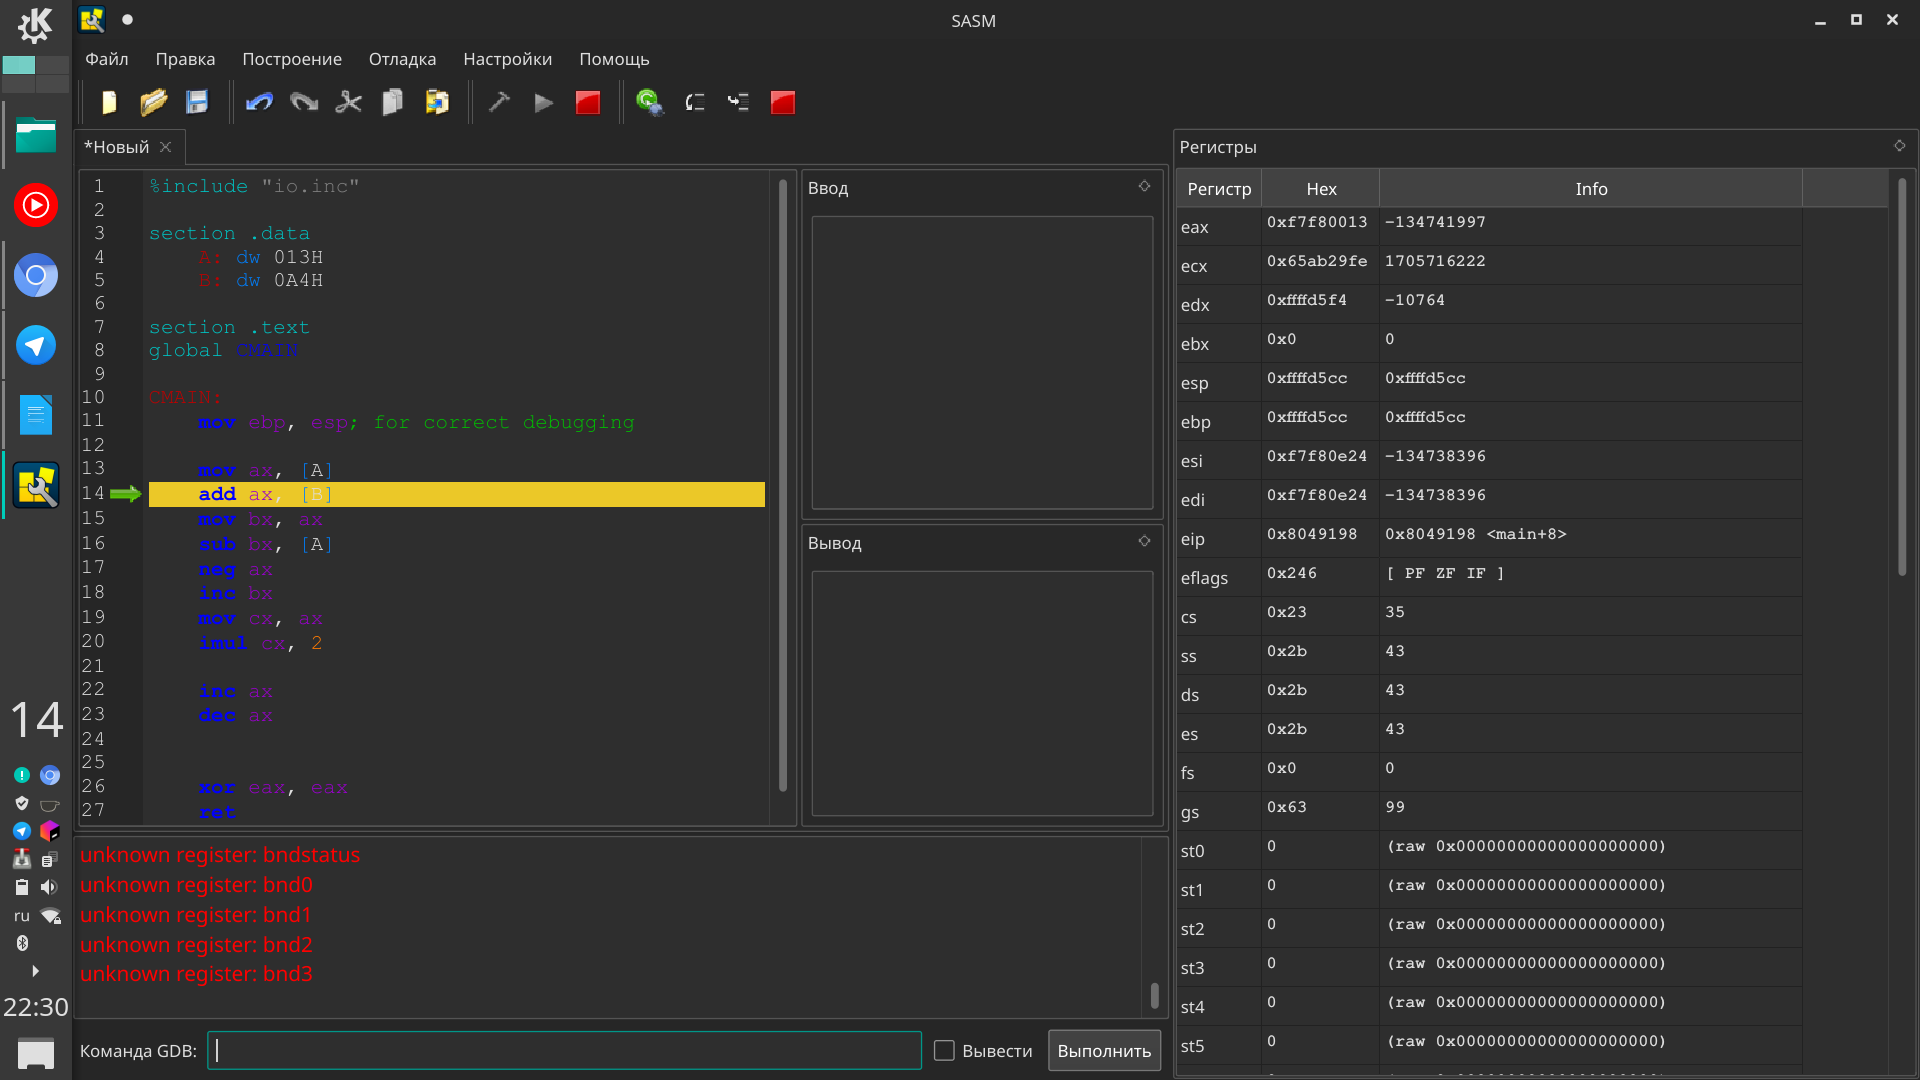 SASM
Файл Правка Построение Отладка Настройки Помощь
*Новый
1 %include "io.inc"
2
3 section .data
4 A: dw 013H
5 B: dw 0A4H
6
7 section .text
8 global CMAIN
9
10 CMAIN:
11 mov ebp, esp; for correct debugging
12
13 mov ax, [A]
14 add ax, [B]
15 mov bx, ax
16 sub bx, [A]
17 neg ax
18 inc bx
19 mov cx, ax
20 imul cx, 2
21
22 inc ax
23 dec ax
24
25
26 xor eax, eax
27 ret
Ввод
Вывод
unknown register: bndstatus
unknown register: bnd0
unknown register: bnd1
unknown register: bnd2
unknown register: bnd3
Команда GDB: Вывести Выполнить
Регистры
Регистр Hex Info
eax 0xf7f80013 -134741997
ecx 0x65ab29fe 1705716222
edx 0xffffd5f4 -10764
ebx 0x0 0
esp 0xffffd5cc 0xffffd5cc
ebp 0xffffd5cc 0xffffd5cc
esi 0xf7f80e24 -134738396
edi 0xf7f80e24 -134738396
eip 0x8049198 0x8049198 <main+8>
eflags 0x246 [ PF ZF IF ]
cs 0x23 35
ss 0x2b 43
ds 0x2b 43
es 0x2b 43
fs 0x0 0
gs 0x63 99
st0 0 (raw 0x00000000000000000000)
st1 0 (raw 0x00000000000000000000)
st2 0 (raw 0x00000000000000000000)
st3 0 (raw 0x00000000000000000000)
st4 0 (raw 0x00000000000000000000)
st5 0 (raw 0x00000000000000000000)
14
ru
22:30